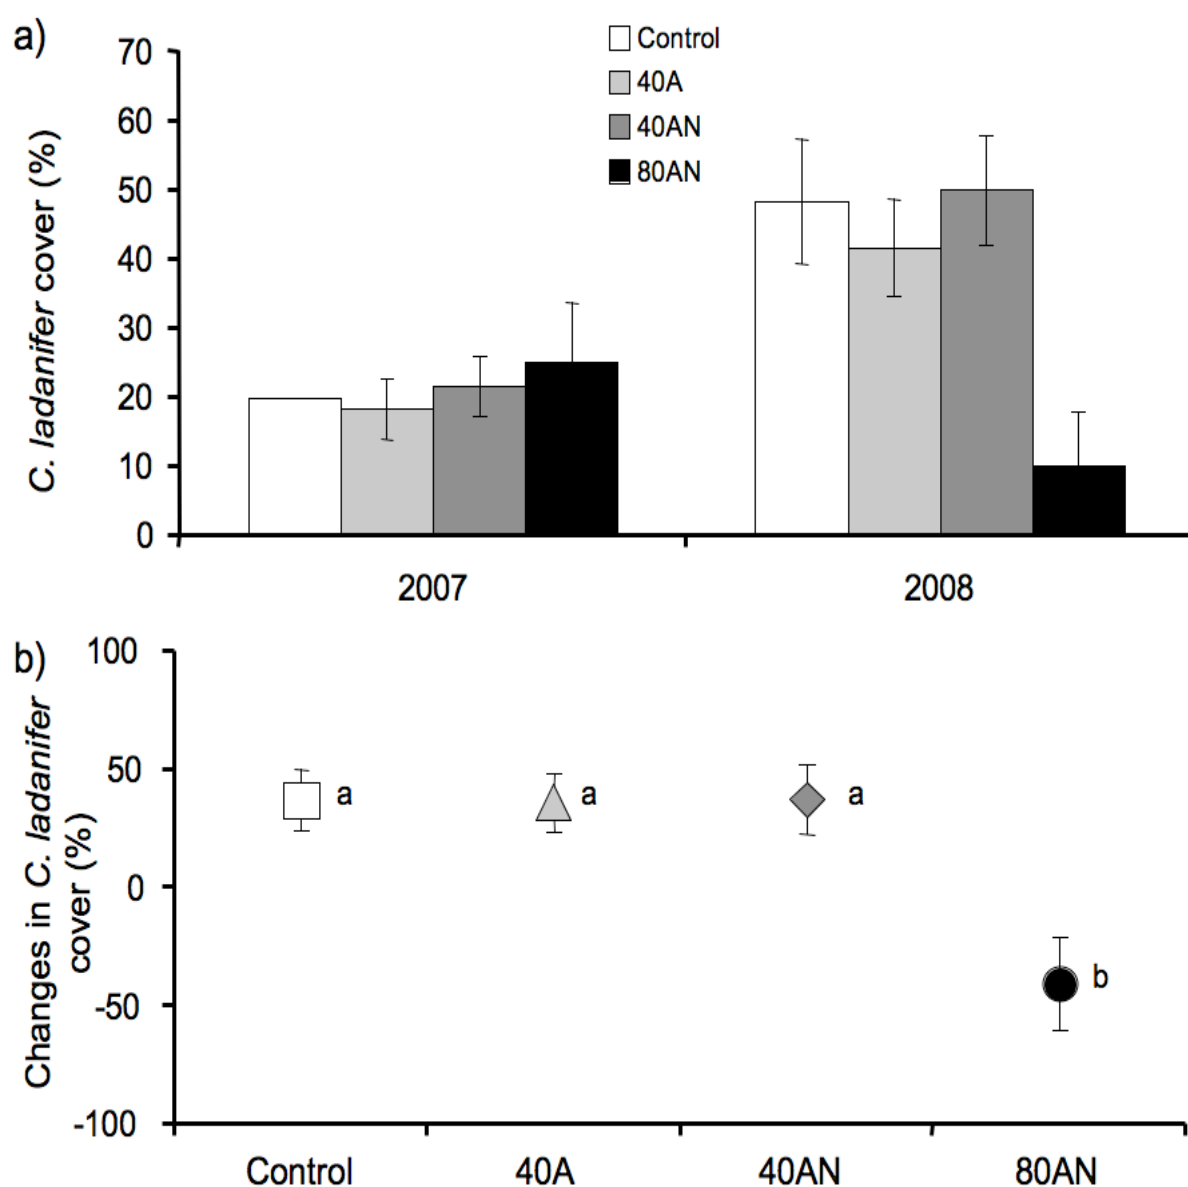 a)
Control
40A
40AN
80AN
C. ladanifer cover (%)
70
60
50
40
30
20
10
0
2007
2008
b)
Changes in C. ladanifer
cover (%)
100
50
0
-50
-100
a
a
a
b
Control
40A
40AN
80AN